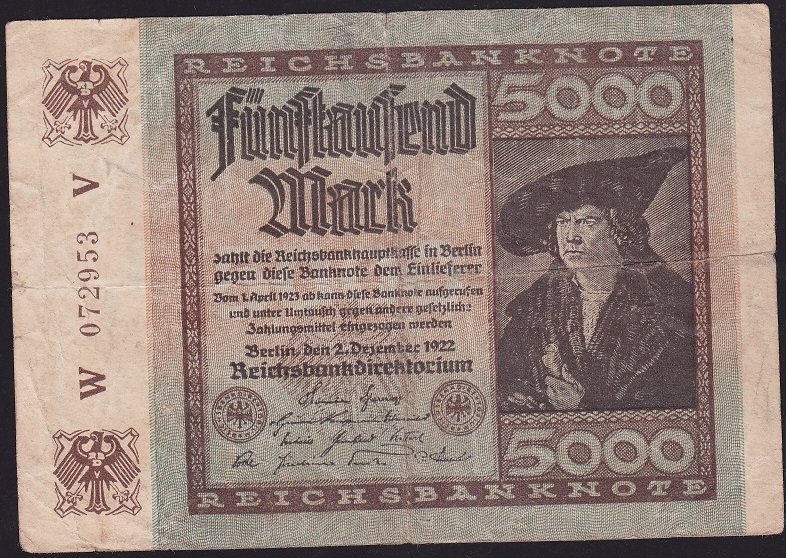 REICHSBANKNOTE
5000
Fünftausend
Mark
zahlt die Reichsbankhauptkasse in Berlin
gegen diese Banknote dem Einlieferer
Vom 1. April 1923 ab kann diese Banknote aufgerufen
und unter Umtausch gegen andere gesetzliche
Zahlungsmittel eingezogen werden
Berlin, den 2. Dezember 1922
Reichsbankdirektorium
5000
REICHSBANKNOTE
W 072953 V